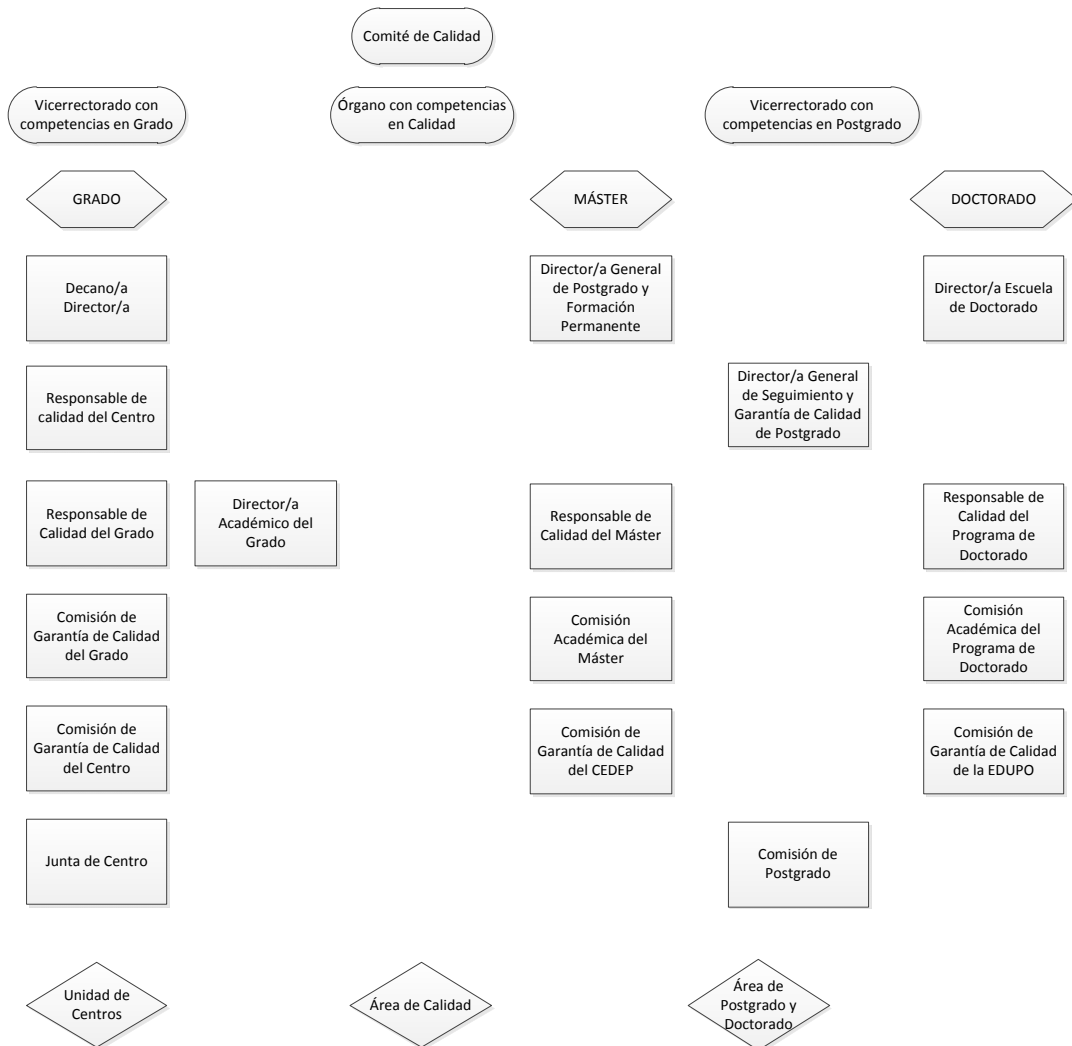 Comité de Calidad
Vicerrectorado con
competencias en Grado
Órgano con competencias
en Calidad
Vicerrectorado con
competencias en Postgrado
GRADO
MÁSTER
DOCTORADO
Decano/a
Director/a
Director/a General
de Postgrado y
Formación
Permanente
Director/a Escuela
de Doctorado
Responsable de
calidad del Centro
Director/a General
de Seguimiento y
Garantía de Calidad
de Postgrado
Responsable de
Calidad del Grado
Director/a
Académico del
Grado
Responsable de
Calidad del Máster
Responsable de
Calidad del
Programa de
Doctorado
Comisión de
Garantía de Calidad
del Grado
Comisión
Académica del
Máster
Comisión
Académica del
Programa de
Doctorado
Comisión de
Garantía de Calidad
del Centro
Comisión de
Garantía de Calidad
del CEDEP
Comisión de
Garantía de Calidad
de la EDUPO
Junta de Centro
Comisión de
Postgrado
Unidad de
Centros
Área de Calidad
Área de
Postgrado y
Doctorado